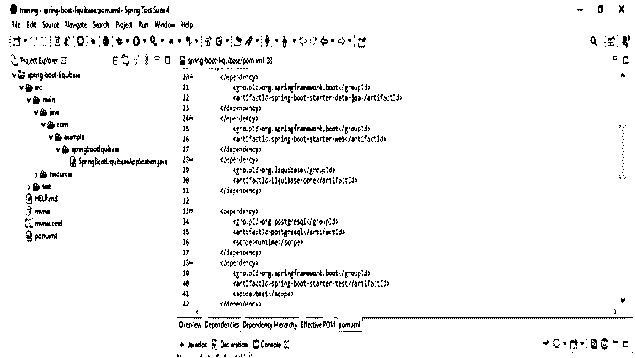 training - spring-boot-liquibase/pom.xml - Spring Tool Suite 4
File Edit Source Navigate Search Project Run Window Help
Project Explorer
spring-boot-liquibase/pom.xml
spring-boot-liquibase
src
main
java
com
example
springbootliquibase
SpringBootLiquibaseApplication.java
resources
test
HELP.md
mvnw
mvnw.cmd
pom.xml
<dependency>
21 <groupId>org.springframework.boot</groupId>
22 <artifactId>spring-boot-starter-data-jpa</artifactId>
23 </dependency>
24 <dependency>
25 <groupId>org.springframework.boot</groupId>
26 <artifactId>spring-boot-starter-web</artifactId>
27 </dependency>
28 <dependency>
29 <groupId>org.liquibase</groupId>
30 <artifactId>liquibase-core</artifactId>
31 </dependency>
32
33 <dependency>
34 <groupId>org.postgresql</groupId>
35 <artifactId>postgresql</artifactId>
36 <scope>runtime</scope>
37 </dependency>
38 <dependency>
39 <groupId>org.springframework.boot</groupId>
40 <artifactId>spring-boot-starter-test</artifactId>
41 <scope>test</scope>
42 </dependency>
Overview Dependencies Dependency Hierarchy Effective POM pom.xml
Javadoc Declaration Console